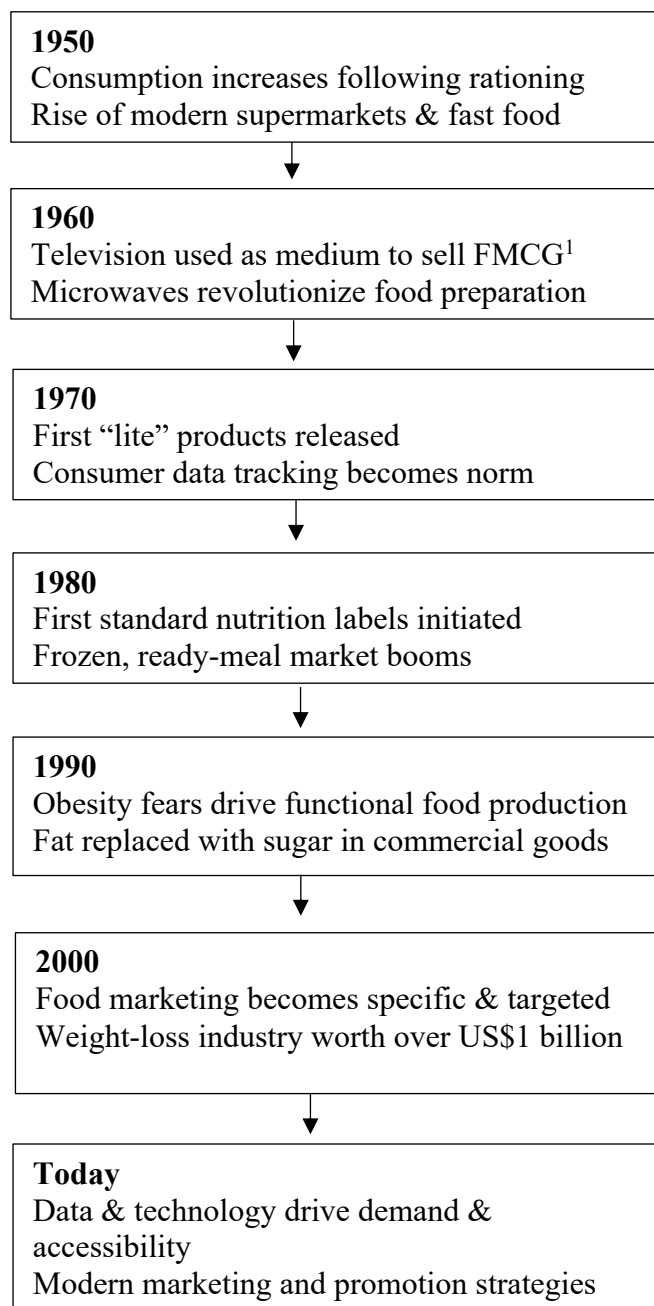 1950
Consumption increases following rationing
Rise of modern supermarkets & fast food
1960
Television used as medium to sell FMCG¹
Microwaves revolutionize food preparation
1970
First “lite” products released
Consumer data tracking becomes norm
1980
First standard nutrition labels initiated
Frozen, ready-meal market booms
1990
Obesity fears drive functional food production
Fat replaced with sugar in commercial goods
2000
Food marketing becomes specific & targeted
Weight-loss industry worth over US$1 billion
Today
Data & technology drive demand &
accessibility
Modern marketing and promotion strategies